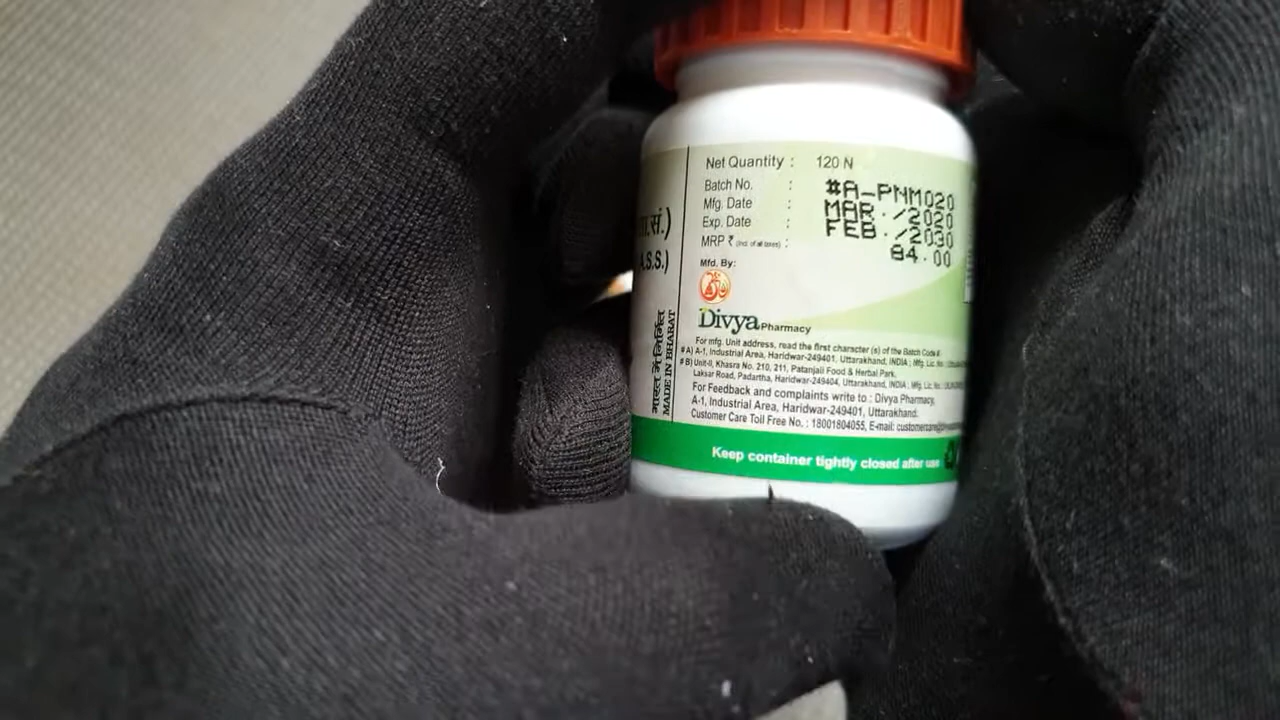 Net Quantity : 120 N
Batch No. : #A-PNM020
Mfg. Date : MAR./2020
Exp. Date : FEB./2030
MRP ₹ (Incl. of all taxes) : 84.00
Mfd. By:
Divya Pharmacy
For mfg. Unit address, read the first character (s) of the Batch Code #
#A) A-1, Industrial Area, Haridwar-249401, Uttarakhand, INDIA ; Mfg. Lic. No.:
#B) Unit-II, Khasra No. 210, 211, Patanjali Food & Herbal Park,
Laksar Road, Padartha, Haridwar-249404, Uttarakhand, INDIA ; Mfg. Lic. No.:
For Feedback and complaints write to : Divya Pharmacy,
A-1, Industrial Area, Haridwar-249401, Uttarakhand.
Customer Care Toll Free No. : 18001804055, E-mail:
Keep container tightly closed after use
सं.)
A.S.S.)
भारत में निर्मित
MADE IN BHARAT